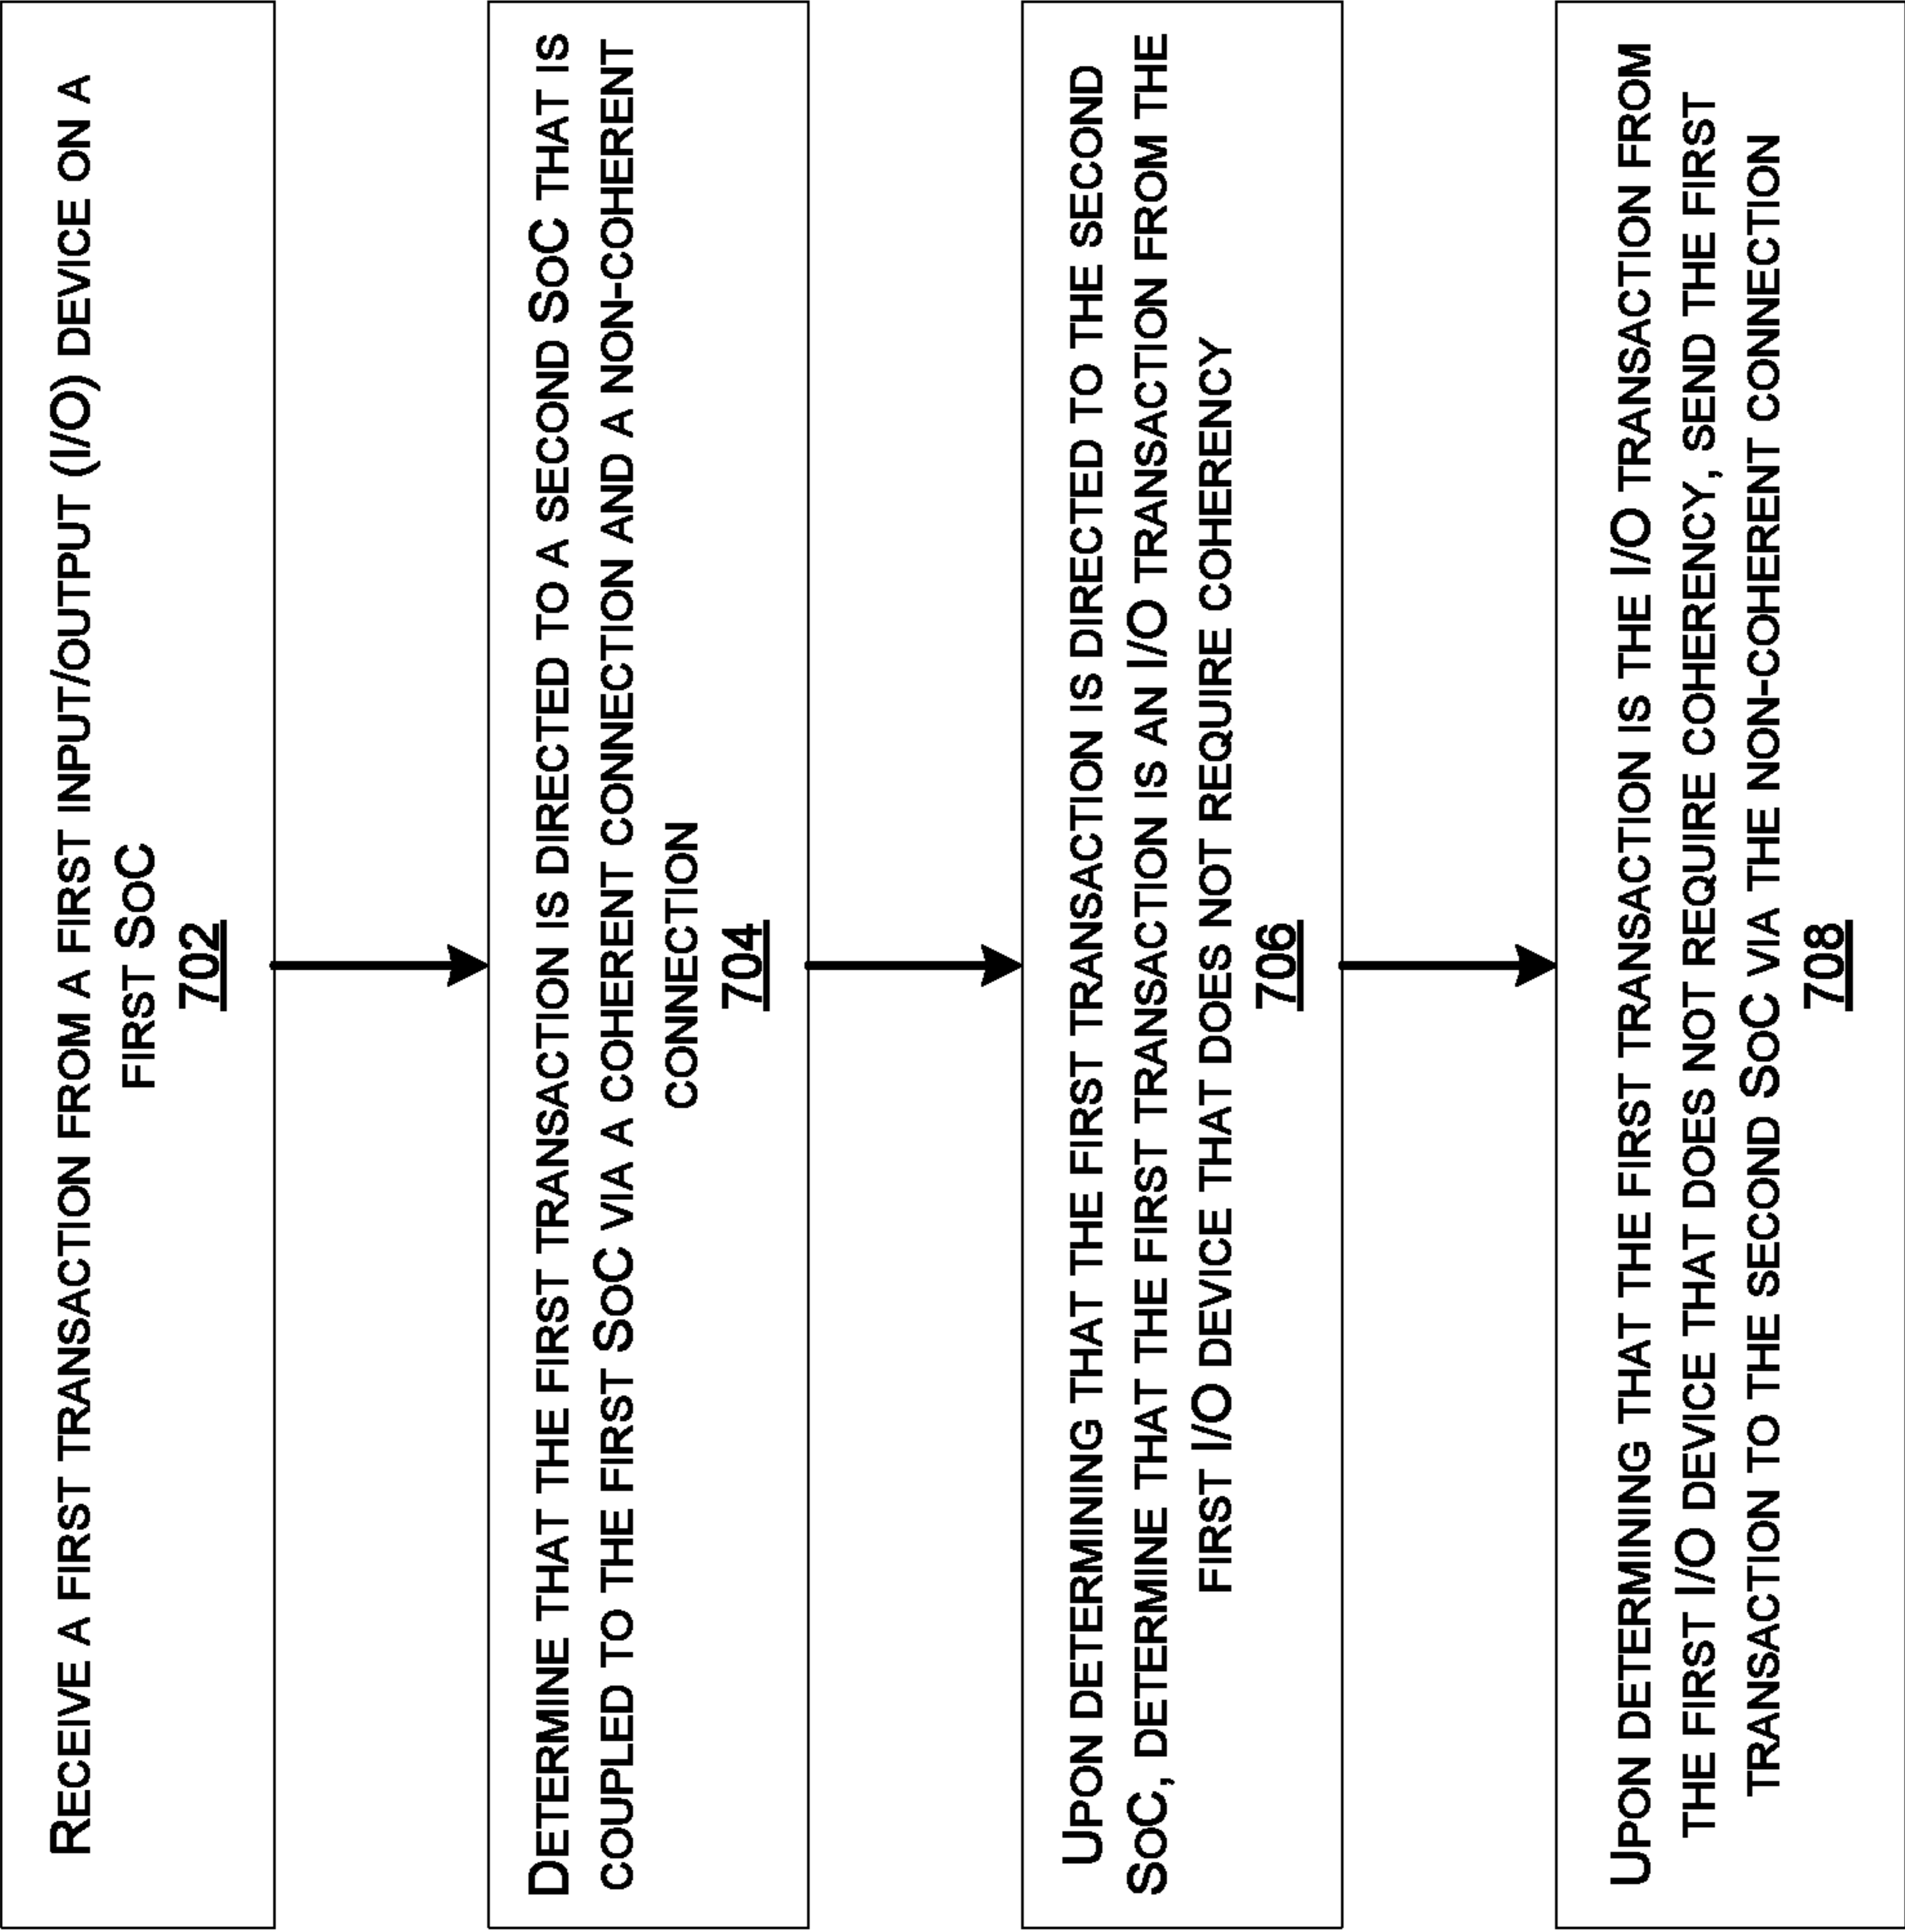 RECEIVE A FIRST TRANSACTION FROM A FIRST INPUT/OUTPUT (I/O) DEVICE ON A
FIRST SOC
702
DETERMINE THAT THE FIRST TRANSACTION IS DIRECTED TO A SECOND SOC THAT IS
COUPLED TO THE FIRST SOC VIA A COHERENT CONNECTION AND A NON-COHERENT
CONNECTION
704
UPON DETERMINING THAT THE FIRST TRANSACTION IS DIRECTED TO THE SECOND
SOC, DETERMINE THAT THE FIRST TRANSACTION IS AN I/O TRANSACTION FROM THE
FIRST I/O DEVICE THAT DOES NOT REQUIRE COHERENCY
706
UPON DETERMINING THAT THE FIRST TRANSACTION IS THE I/O TRANSACTION FROM
THE FIRST I/O DEVICE THAT DOES NOT REQUIRE COHERENCY, SEND THE FIRST
TRANSACTION TO THE SECOND SOC VIA THE NON-COHERENT CONNECTION
708